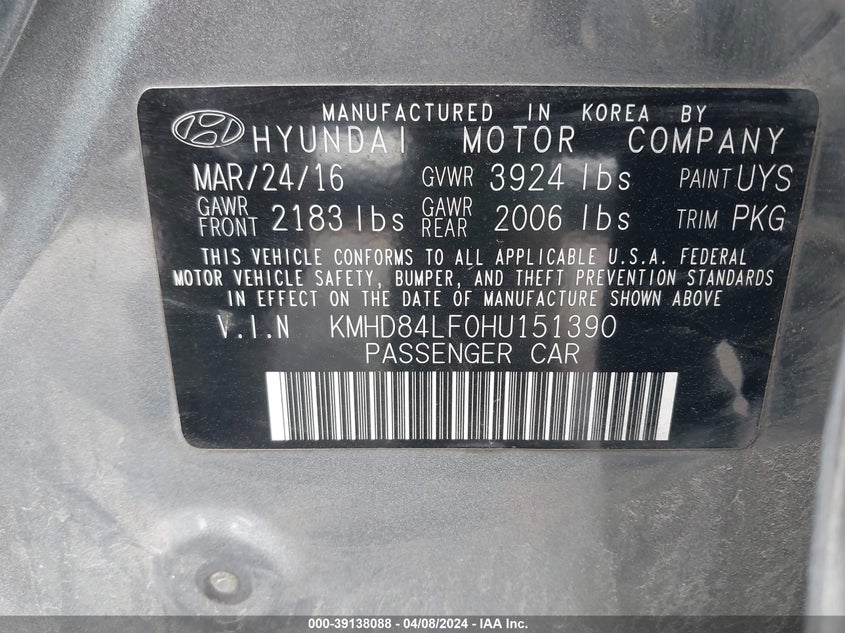 MANUFACTURED IN KOREA BY
HYUNDAI MOTOR COMPANY
MAR/24/16 GVWR 3924 lbs PAINT UYS
GAWR FRONT 2183 lbs GAWR REAR 2006 lbs TRIM PKG
THIS VEHICLE CONFORMS TO ALL APPLICABLE U.S.A. FEDERAL
MOTOR VEHICLE SAFETY, BUMPER, AND THEFT PREVENTION STANDARDS
IN EFFECT ON THE DATE OF MANUFACTURE SHOWN ABOVE
V.I.N KMHD84LF0HU151390
PASSENGER CAR
000-39138088 - 04/08/2024 - IAA Inc.